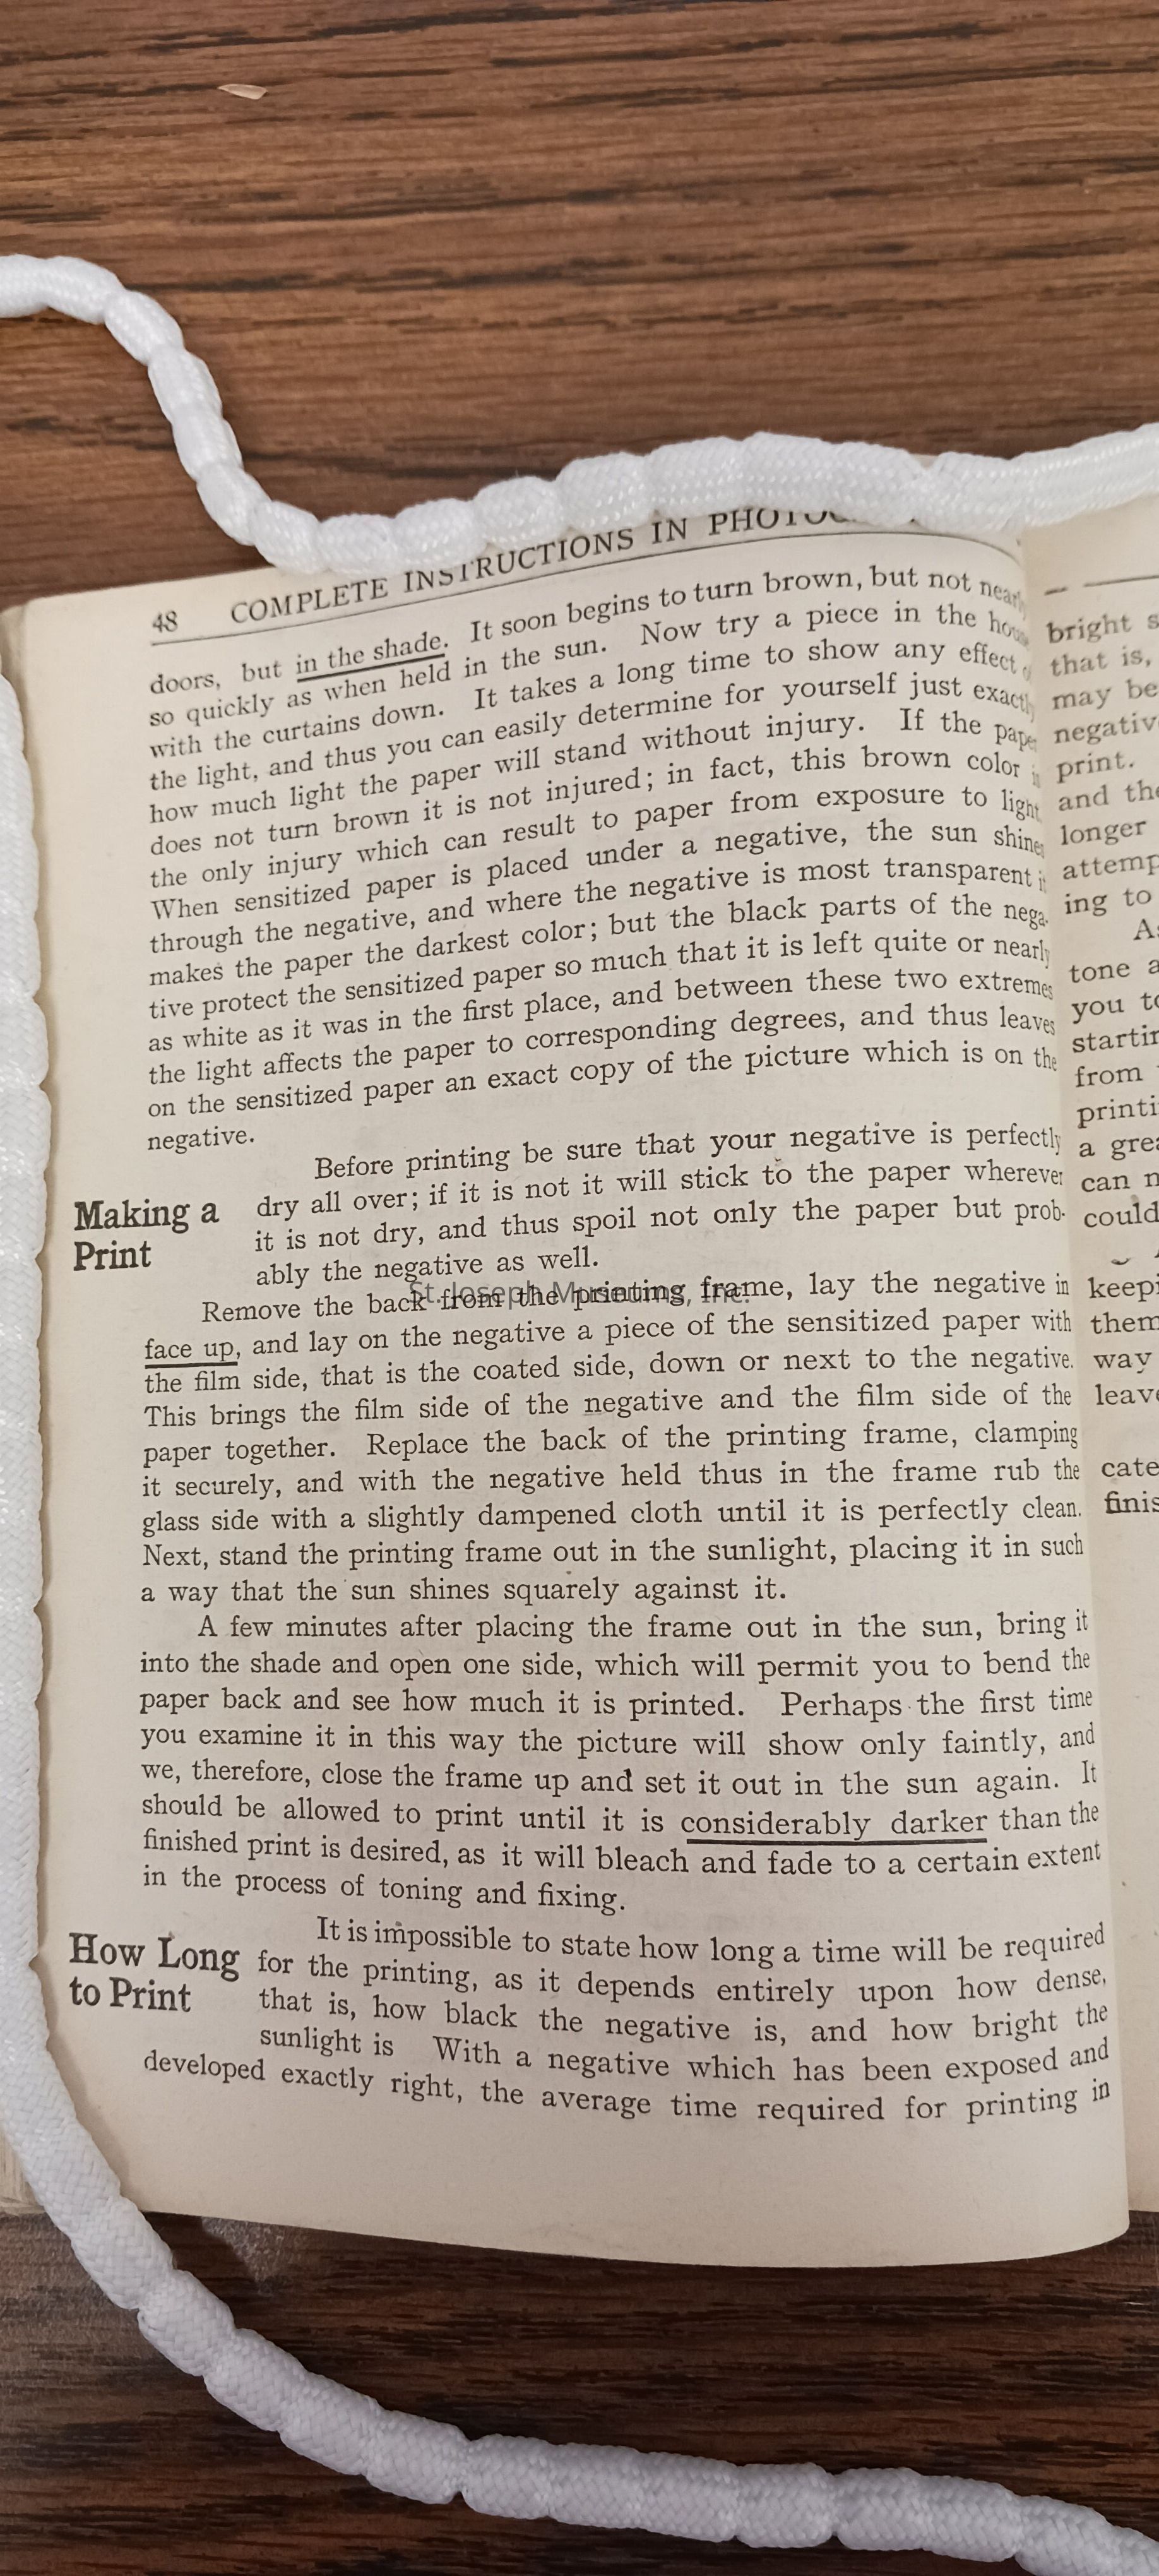 48 COMPLETE INSTRUCTIONS IN
doors, but in the shade. It soon begins to turn brown, but not
so quickly as when held in the sun. Now try a piece in the
with the curtains down. It takes a long time to show any effect
the light, and thus you can easily determine for yourself just
how much light the paper will stand without injury. If the
does not turn brown it is not injured; in fact, this brown color
the only injury which can result to paper from exposure to light
When sensitized paper is placed under a negative, the sun
through the negative, and where the negative is most transparent
makes the paper the darkest color; but the black parts of the nega-
tive protect the sensitized paper so much that it is left quite or nearly
as white as it was in the first place, and between these two extremes
the light affects the paper to corresponding degrees, and thus leaves
on the sensitized paper an exact copy of the picture which is on the
negative.
Making a
Print
Before printing be sure that your negative is perfectly
dry all over; if it is not it will stick to the paper wherever
it is not dry, and thus spoil not only the paper but prob-
ably the negative as well.
St. Joseph Museums, Inc.
Remove the back from the printing frame, lay the negative in
face up, and lay on the negative a piece of the sensitized paper with
the film side, that is the coated side, down or next to the negative.
This brings the film side of the negative and the film side of the
paper together. Replace the back of the printing frame, clamping
it securely, and with the negative held thus in the frame rub the
glass side with a slightly dampened cloth until it is perfectly clean.
Next, stand the printing frame out in the sunlight, placing it in such
a way that the sun shines squarely against it.
A few minutes after placing the frame out in the sun, bring it
into the shade and open one side, which will permit you to bend the
paper back and see how much it is printed. Perhaps the first time
you examine it in this way the picture will show only faintly, and
we, therefore, close the frame up and set it out in the sun again. It
should be allowed to print until it is considerably darker than the
finished print is desired, as it will bleach and fade to a certain extent
in the process of toning and fixing.
How Long
to Print
It is impossible to state how long a time will be required
for the printing, as it depends entirely upon how dense,
that is, how black the negative is, and how bright the
sunlight is With a negative which has been exposed and
developed exactly right, the average time required for printing in
bright
that is,
may be
print.
and
longer
ing to
tone
you
from
can
could
them
way